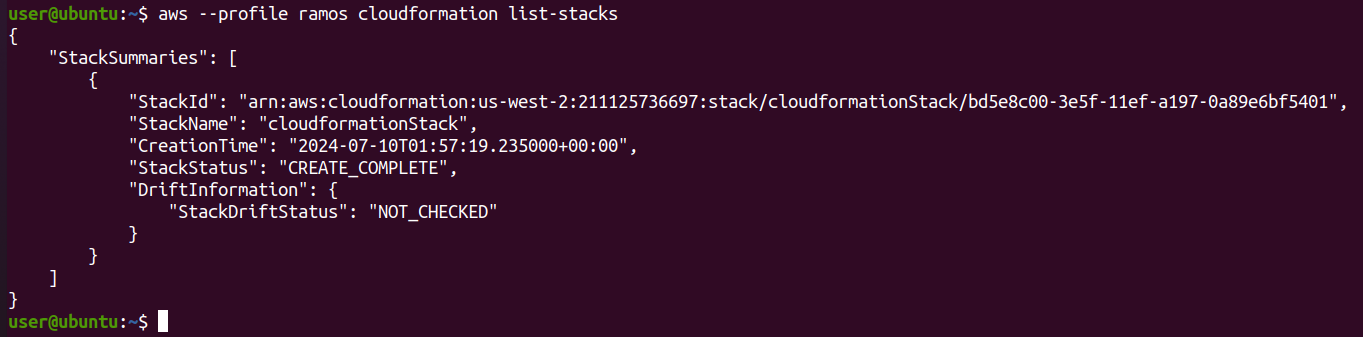 user@ubuntu:~$ aws --profile ramos cloudformation list-stacks
{
    "StackSummaries": [
        {
            "StackId": "arn:aws:cloudformation:us-west-2:211125736697:stack/cloudformationStack/bd5e8c00-3e5f-11ef-a197-0a89e6bf5401",
            "StackName": "cloudformationStack",
            "CreationTime": "2024-07-10T01:57:19.235000+00:00",
            "StackStatus": "CREATE_COMPLETE",
            "DriftInformation": {
                "StackDriftStatus": "NOT_CHECKED"
            }
        }
    ]
}
user@ubuntu:~$